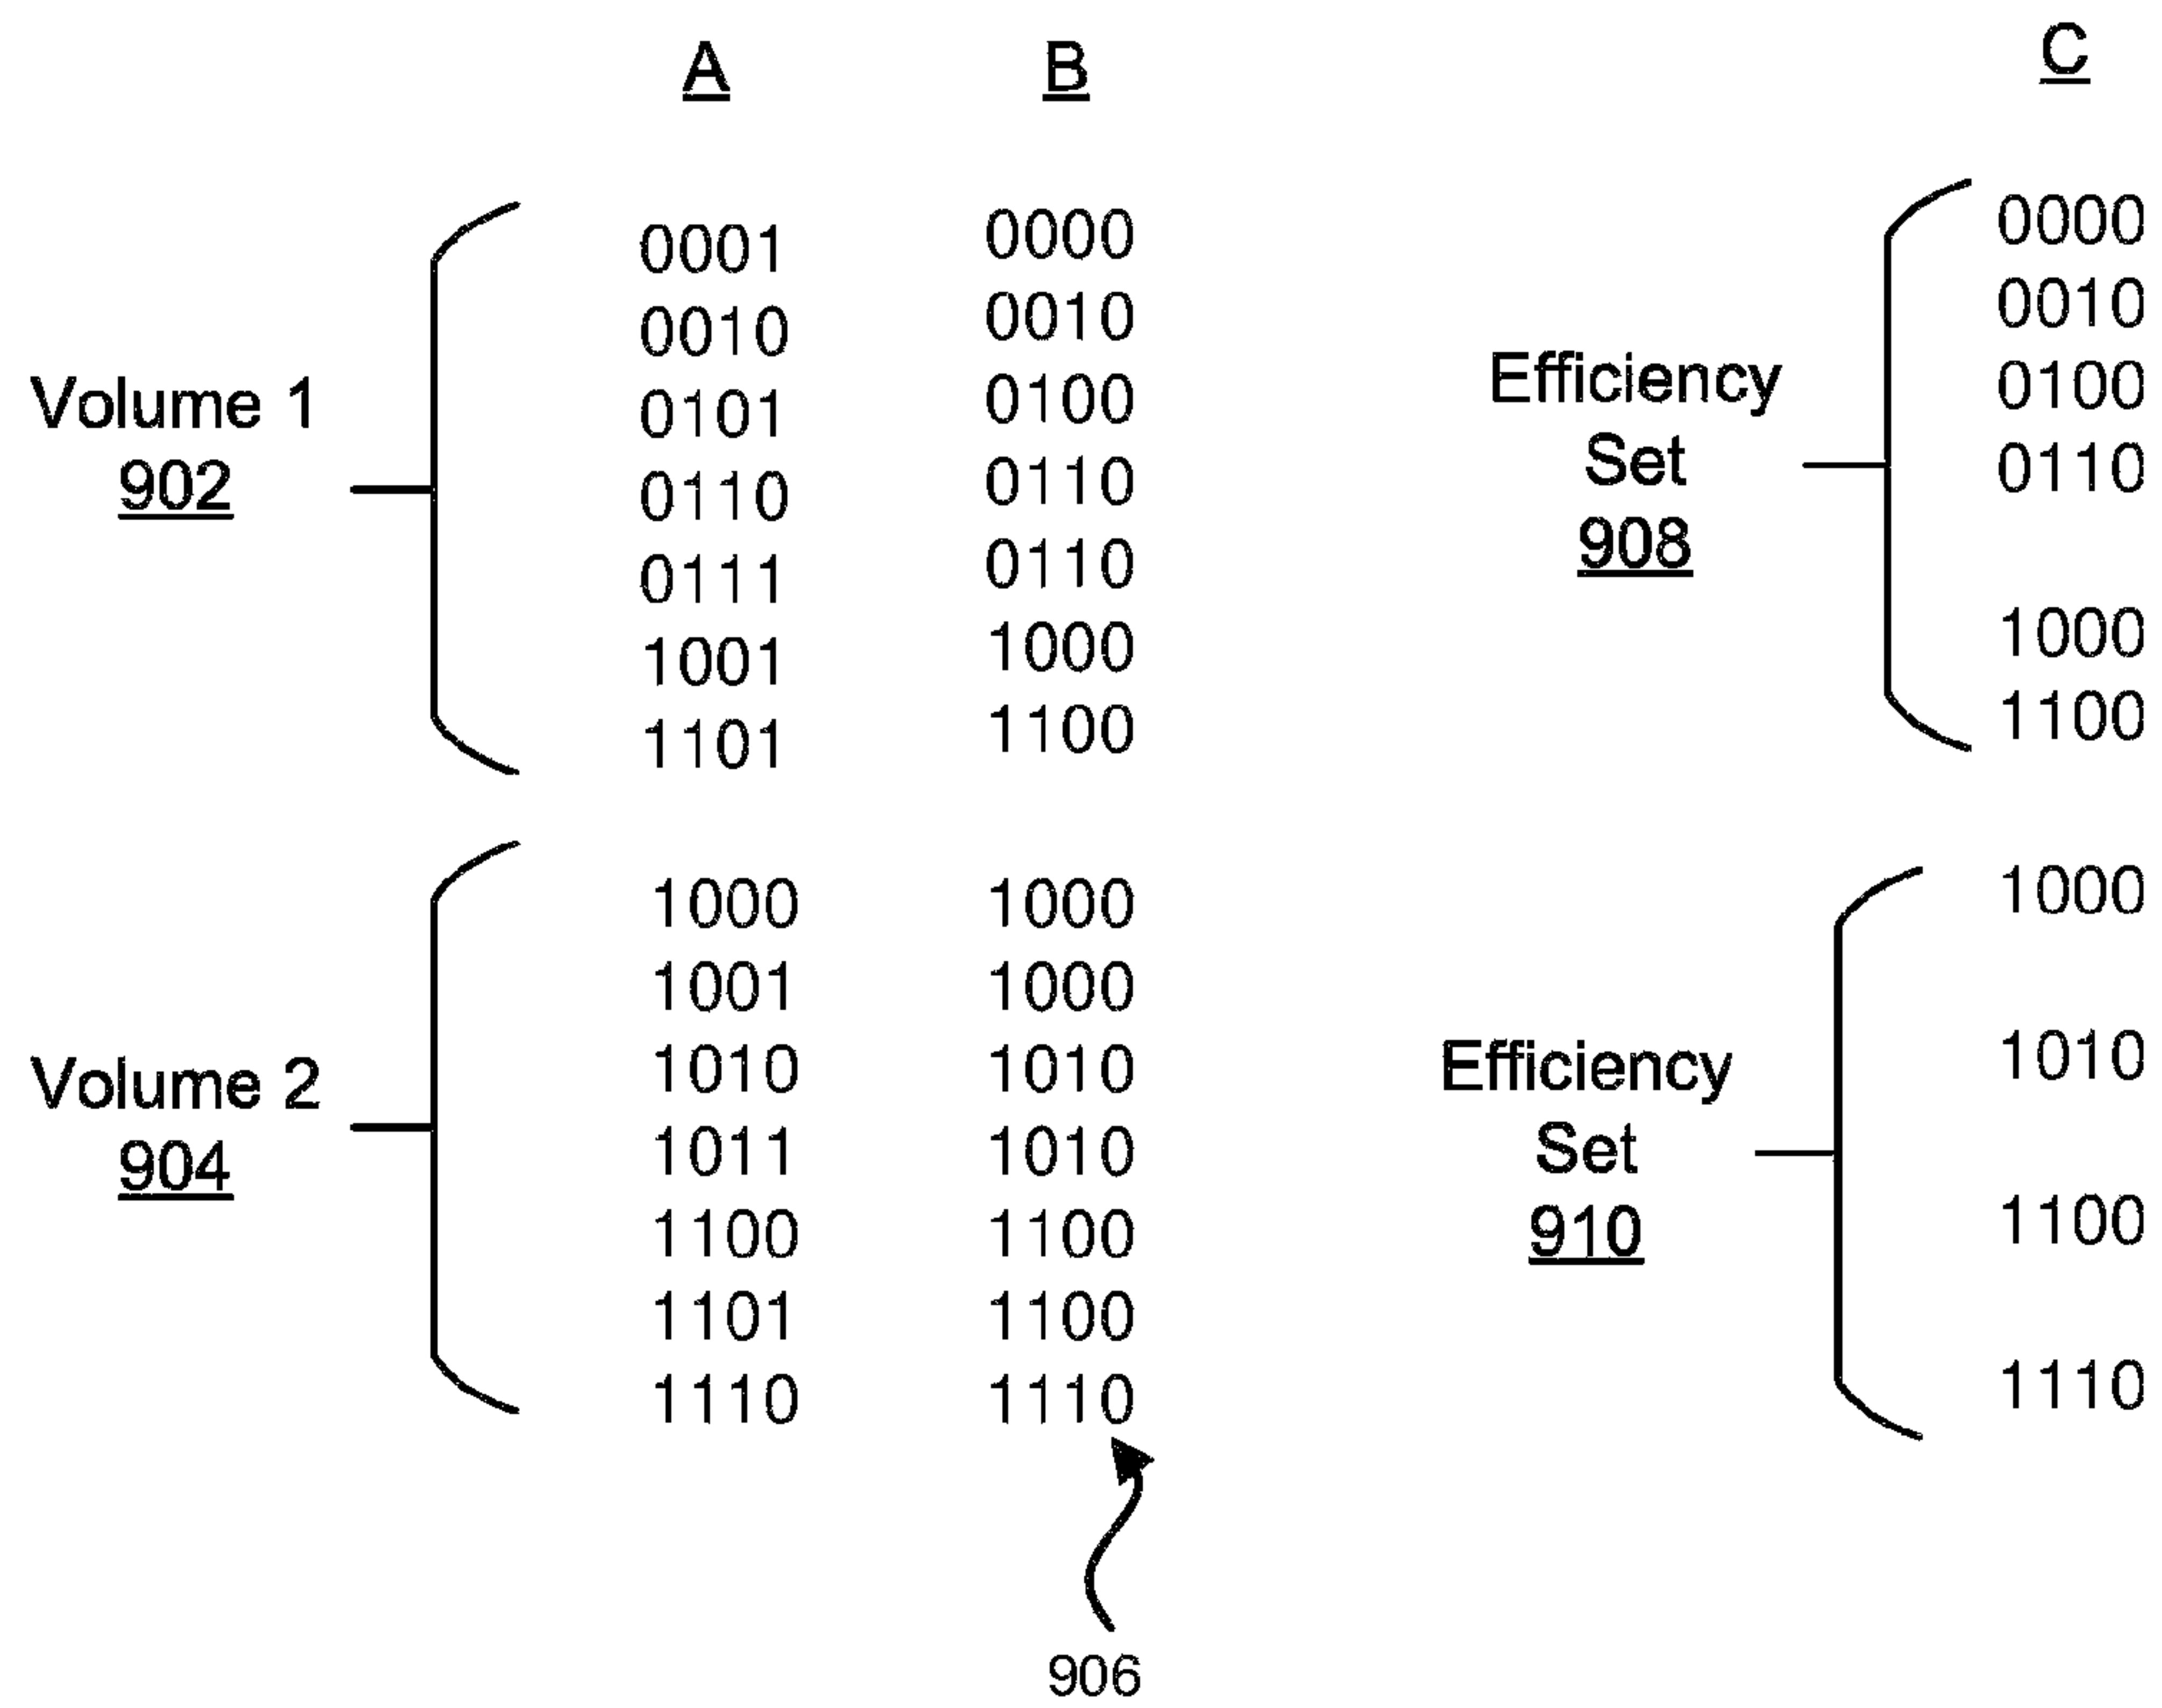 A B C
0001 0000 0000
0010 0010 0010
0101 0100 0100
0110 0110 0110
0111 0110
1001 1000 1000
1101 1100 1100
Volume 1
902
Efficiency
Set
908
1000 1000 1000
1001 1000
1010 1010 1010
1011 1010
1100 1100 1100
1101 1100
1110 1110 1110
Volume 2
904
Efficiency
Set
910
906